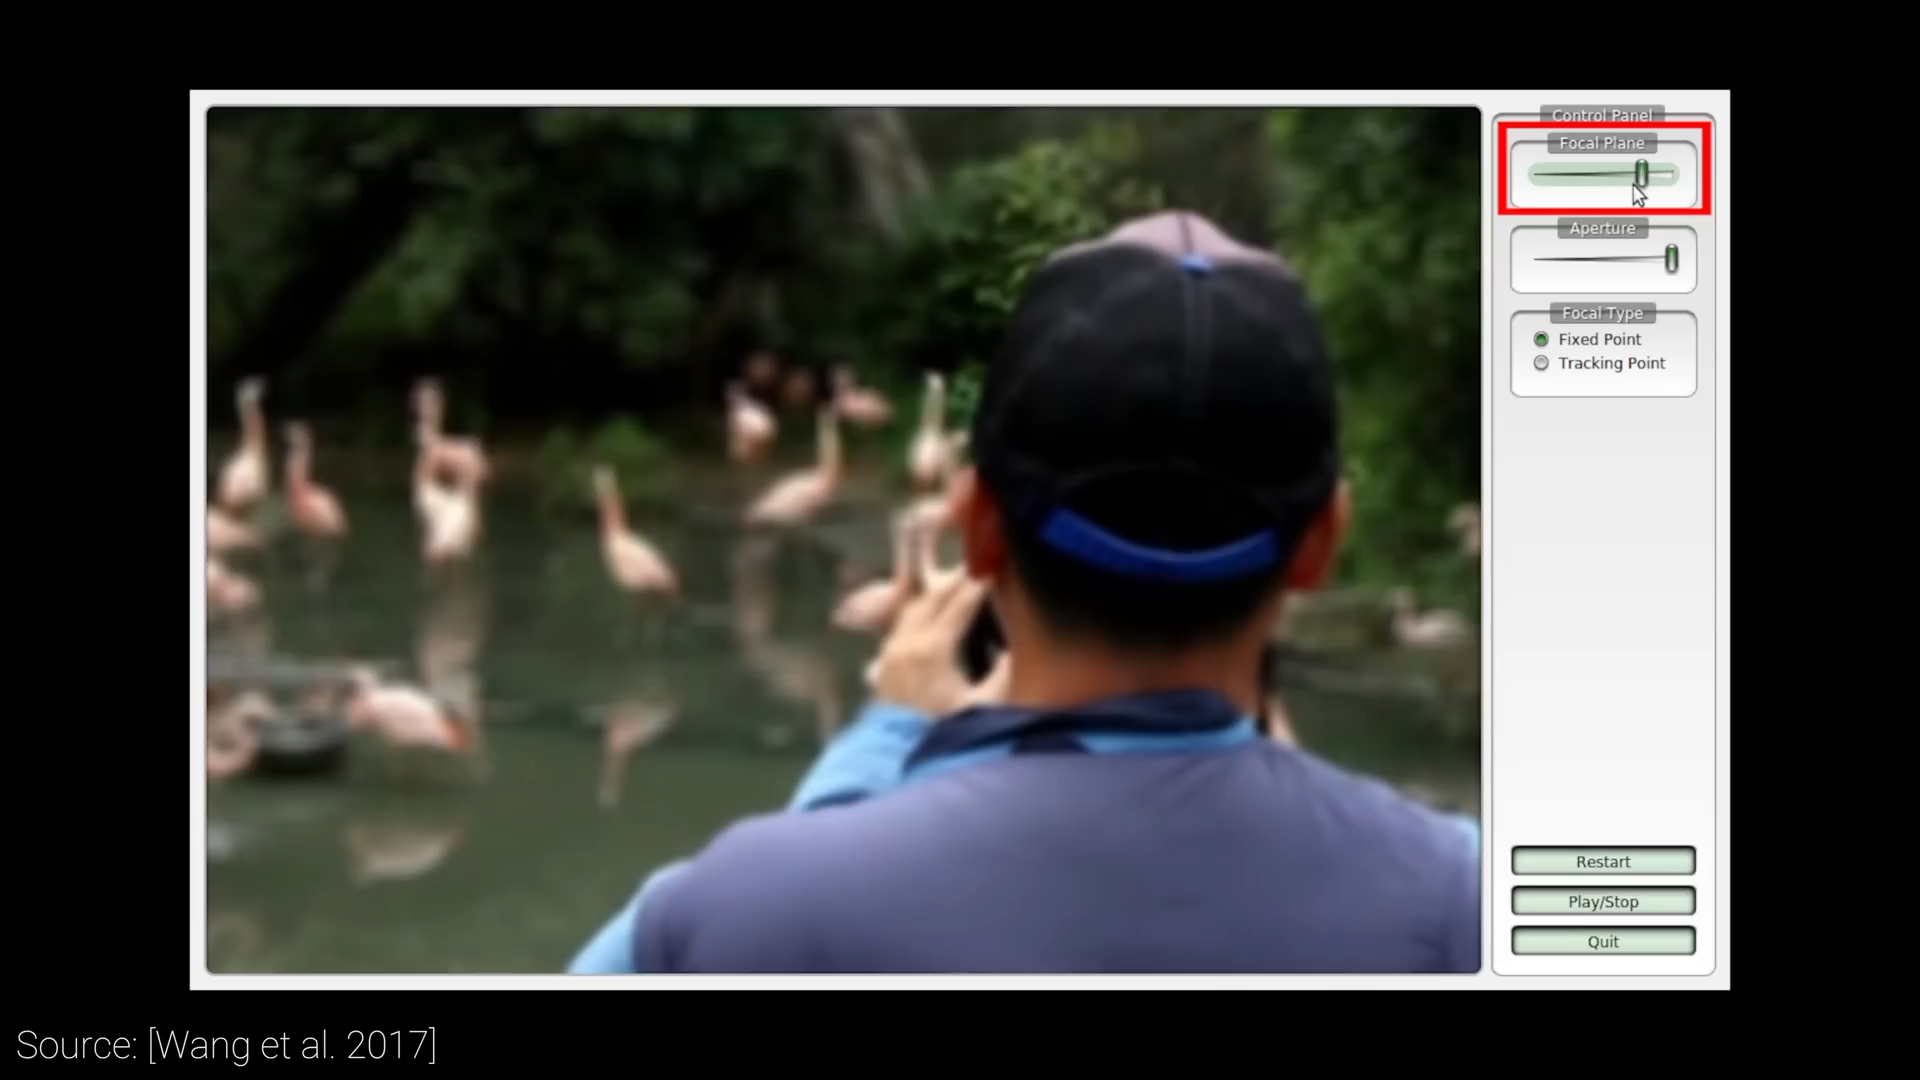 Control Panel
Focal Plane
Aperture
Focal Type
Fixed Point
Tracking Point
Restart
Play/Stop
Quit
Source: [Wang et al. 2017]